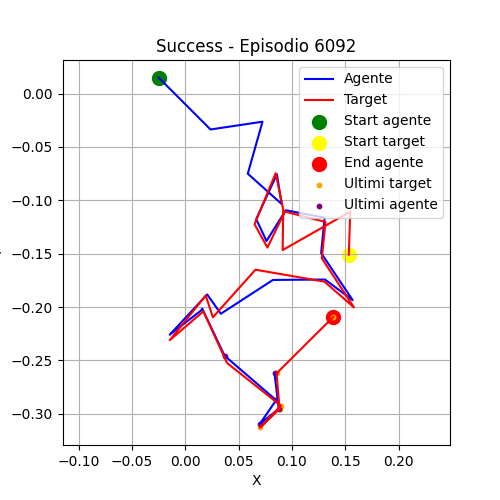 Success - Episodio 6092
Agente
Target
Start agente
Start target
End agente
Ultimi target
Ultimi agente
0.00
−0.05
−0.10
−0.15
−0.20
−0.25
−0.30
−0.10
−0.05
0.00
0.05
0.10
0.15
0.20
X